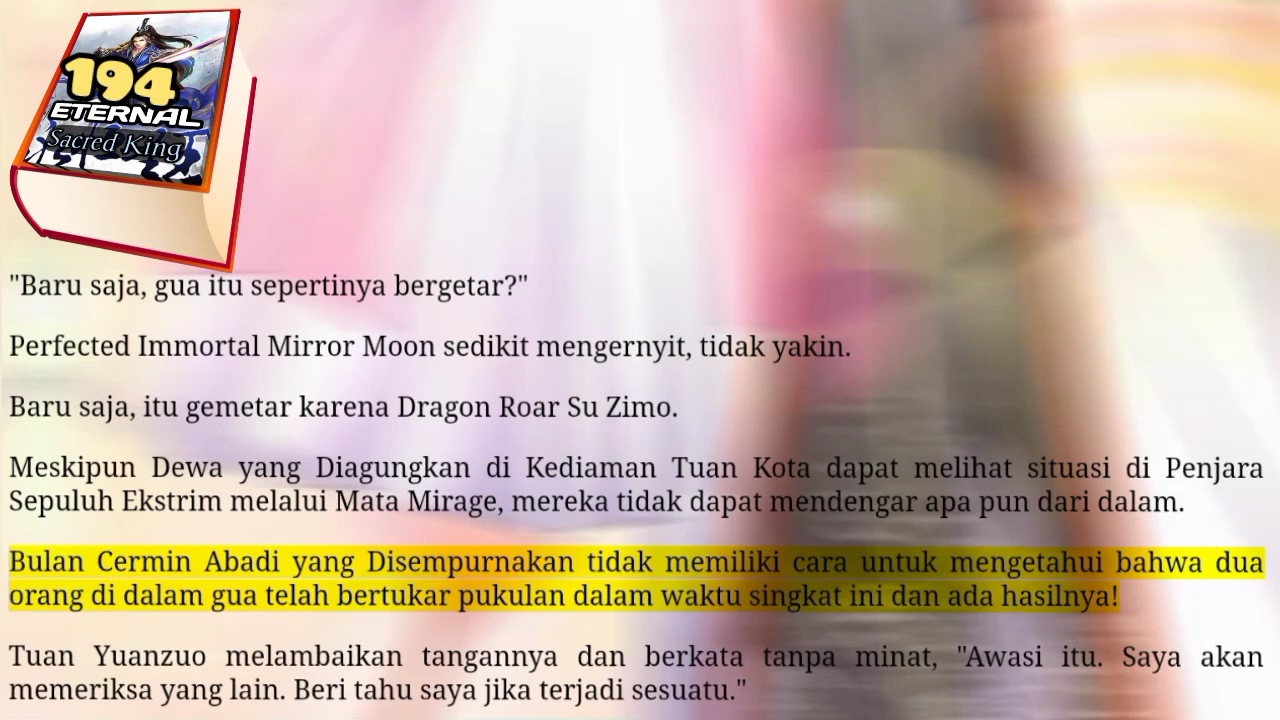 194
ETERNAL
Sacred King
"Baru saja, gua itu sepertinya bergetar?"
Perfected Immortal Mirror Moon sedikit mengernyit, tidak yakin.
Baru saja, itu gemetar karena Dragon Roar Su Zimo.
Meskipun Dewa yang Diagungkan di Kediaman Tuan Kota dapat melihat situasi di Penjara
Sepuluh Ekstrim melalui Mata Mirage, mereka tidak dapat mendengar apa pun dari dalam.
Bulan Cermin Abadi yang Disempurnakan tidak memiliki cara untuk mengetahui bahwa dua
orang di dalam gua telah bertukar pukulan dalam waktu singkat ini dan ada hasilnya!
Tuan Yuanzuo melambaikan tangannya dan berkata tanpa minat, "Awasi itu. Saya akan
memeriksa yang lain. Beri tahu saya jika terjadi sesuatu."